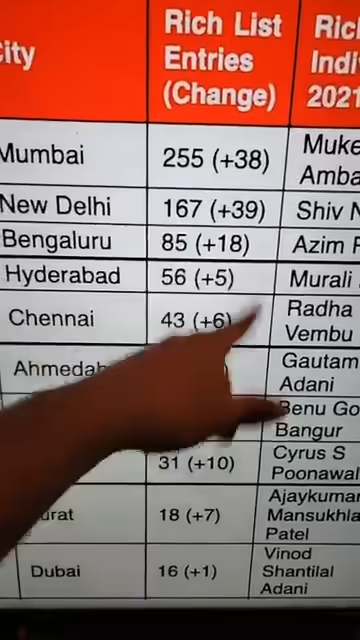 City
Rich List
Entries
(Change)
Rich
Indi
2021
Mumbai
255 (+38)
Muke
Amba
New Delhi
167 (+39)
Shiv N
Bengaluru
85 (+18)
Azim P
Hyderabad
56 (+5)
Murali
Chennai
43 (+6)
Radha
Vembu
Ahmedab
Gautam
Adani
Benu Go
Bangur
31 (+10)
Cyrus S
Poonawal
urat
18 (+7)
Ajaykumar
Mansukhla
Patel
Dubai
16 (+1)
Vinod
Shantilal
Adani